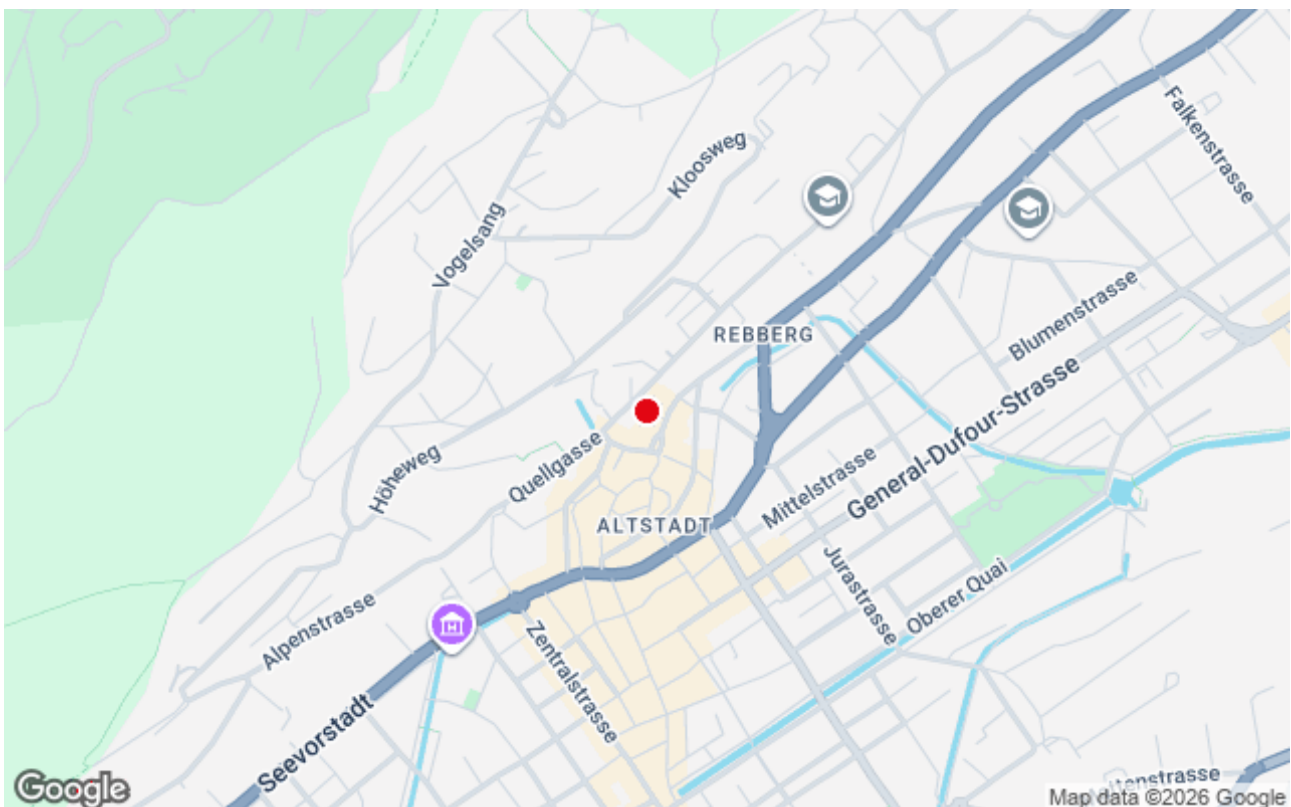 Falkenstrasse
Kloosweg
Vogelsang
Blumenstrasse
REBBERG
General-Dufour-Strasse
Höheweg
Quellgasse
Mittelstrasse
ALTSTADT
Jurastrasse
Oberer Quai
Alpenstrasse
Zentralstrasse
Seevorstadt
Google
Map data ©2026 Google